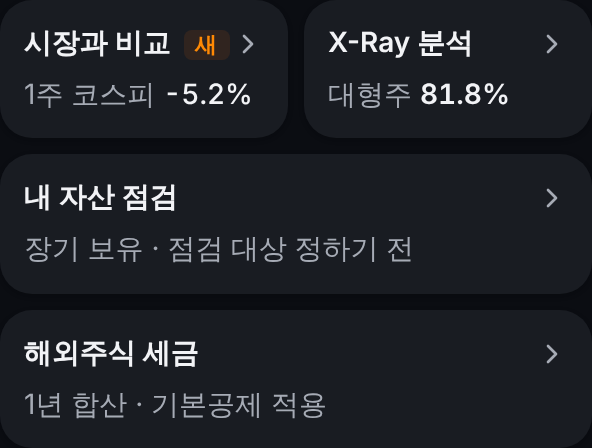 시장과 비교 새
1주 코스피 -5.2%
X-Ray 분석
대형주 81.8%
내 자산 점검
장기 보유 · 점검 대상 정하기 전
해외주식 세금
1년 합산 · 기본공제 적용